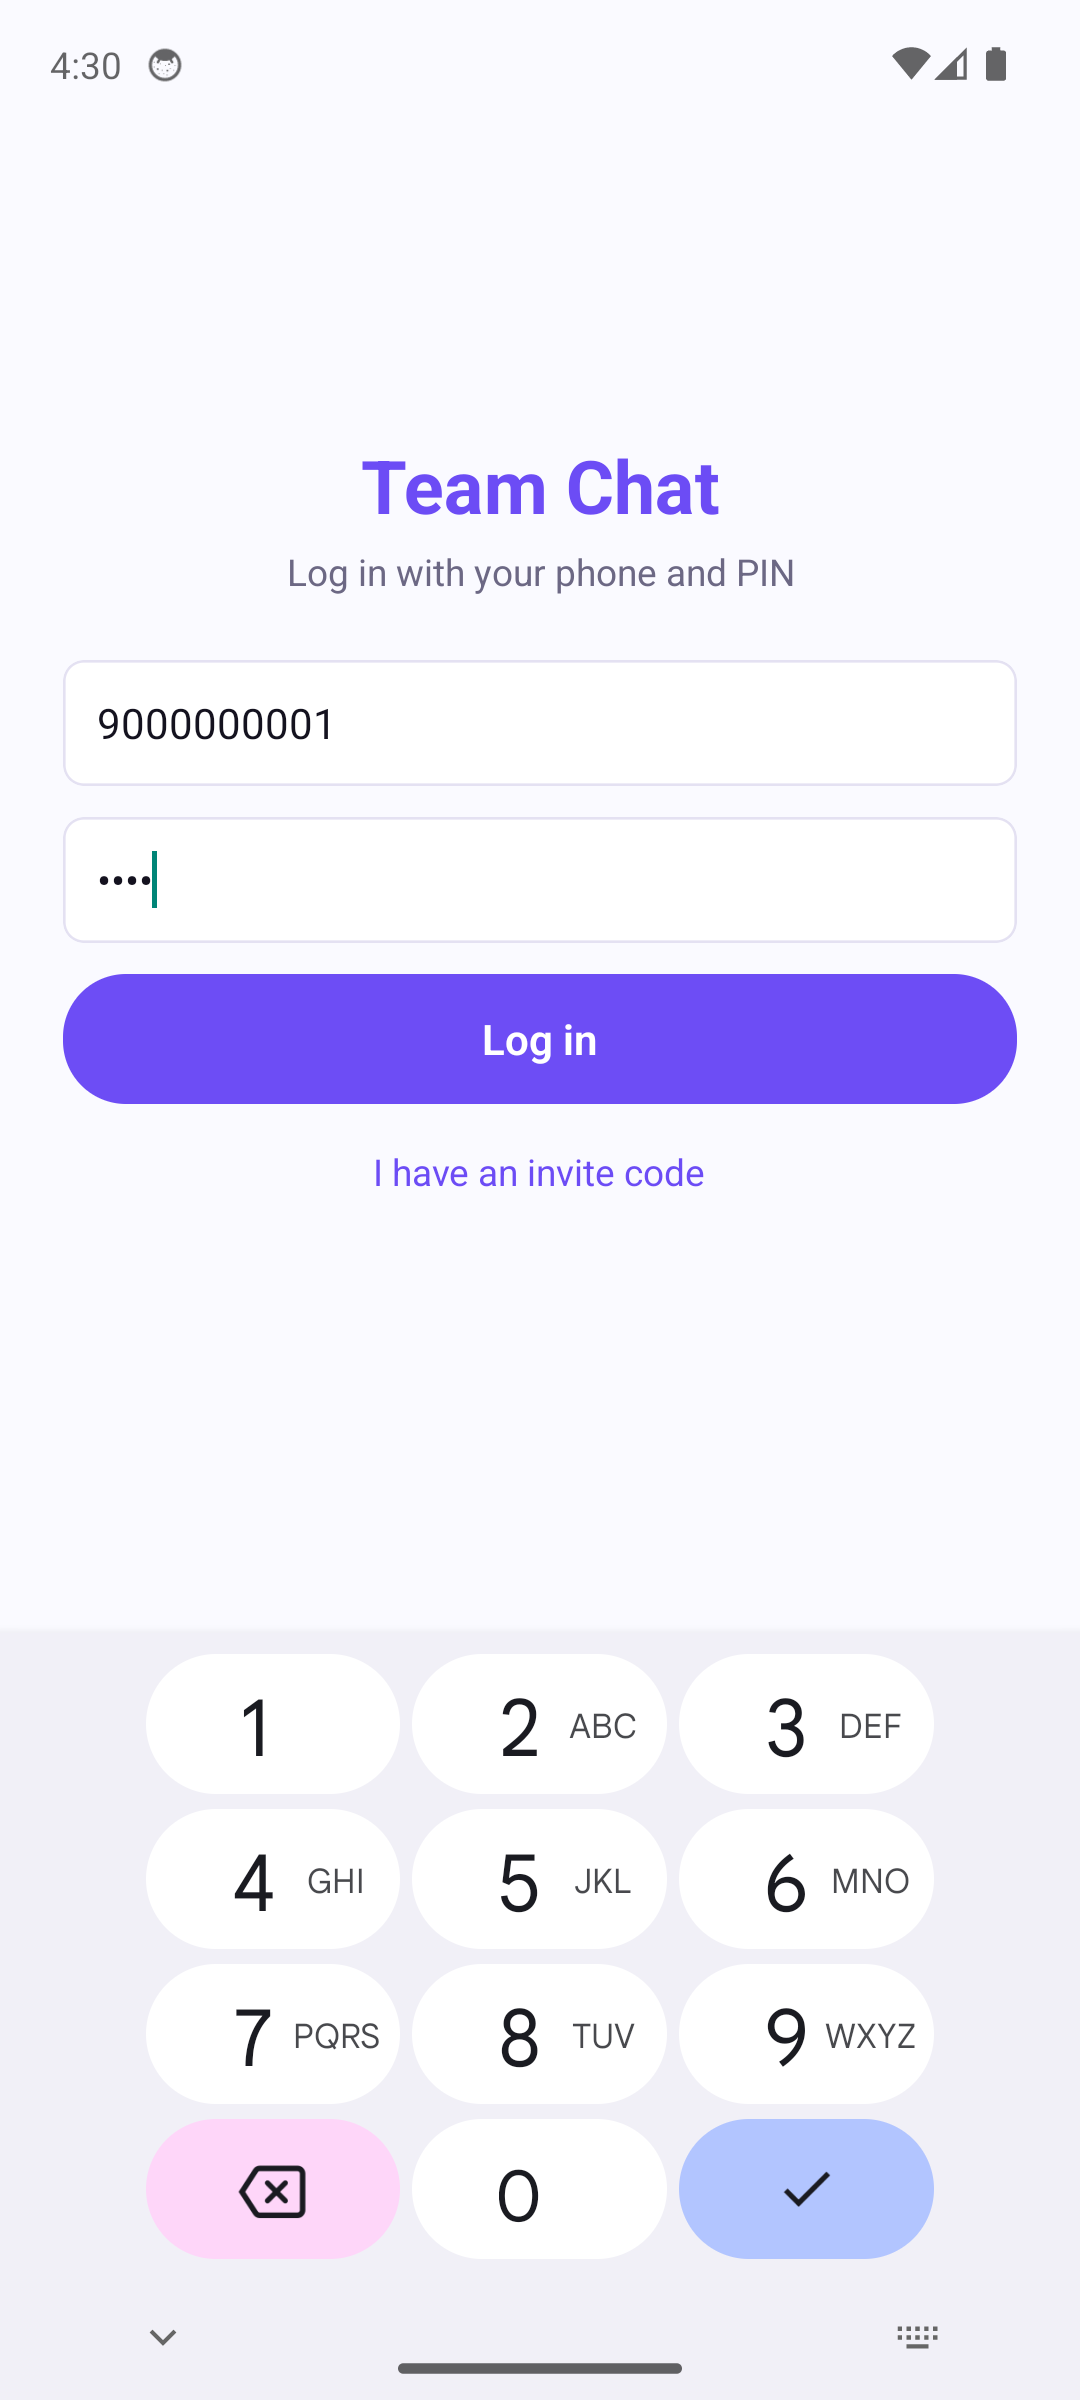 4:30
Team Chat
Log in with your phone and PIN
9000000001
••••
Log in
I have an invite code
1
2 ABC
3 DEF
4 GHI
5 JKL
6 MNO
7 PQRS
8 TUV
9 WXYZ
0